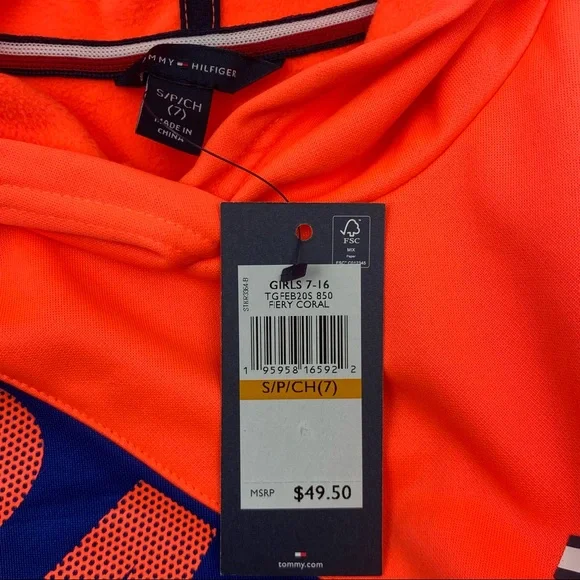 MMY HILFIGER
S/P/CH
(7)
MADE IN
CHINA
FSC
MIX
Paper
GIRLS 7-16
TGFEB20S 850
FIERY CORAL
1 95958 16592 2
S/P/CH(7)
MSRP $49.50
tommy.com